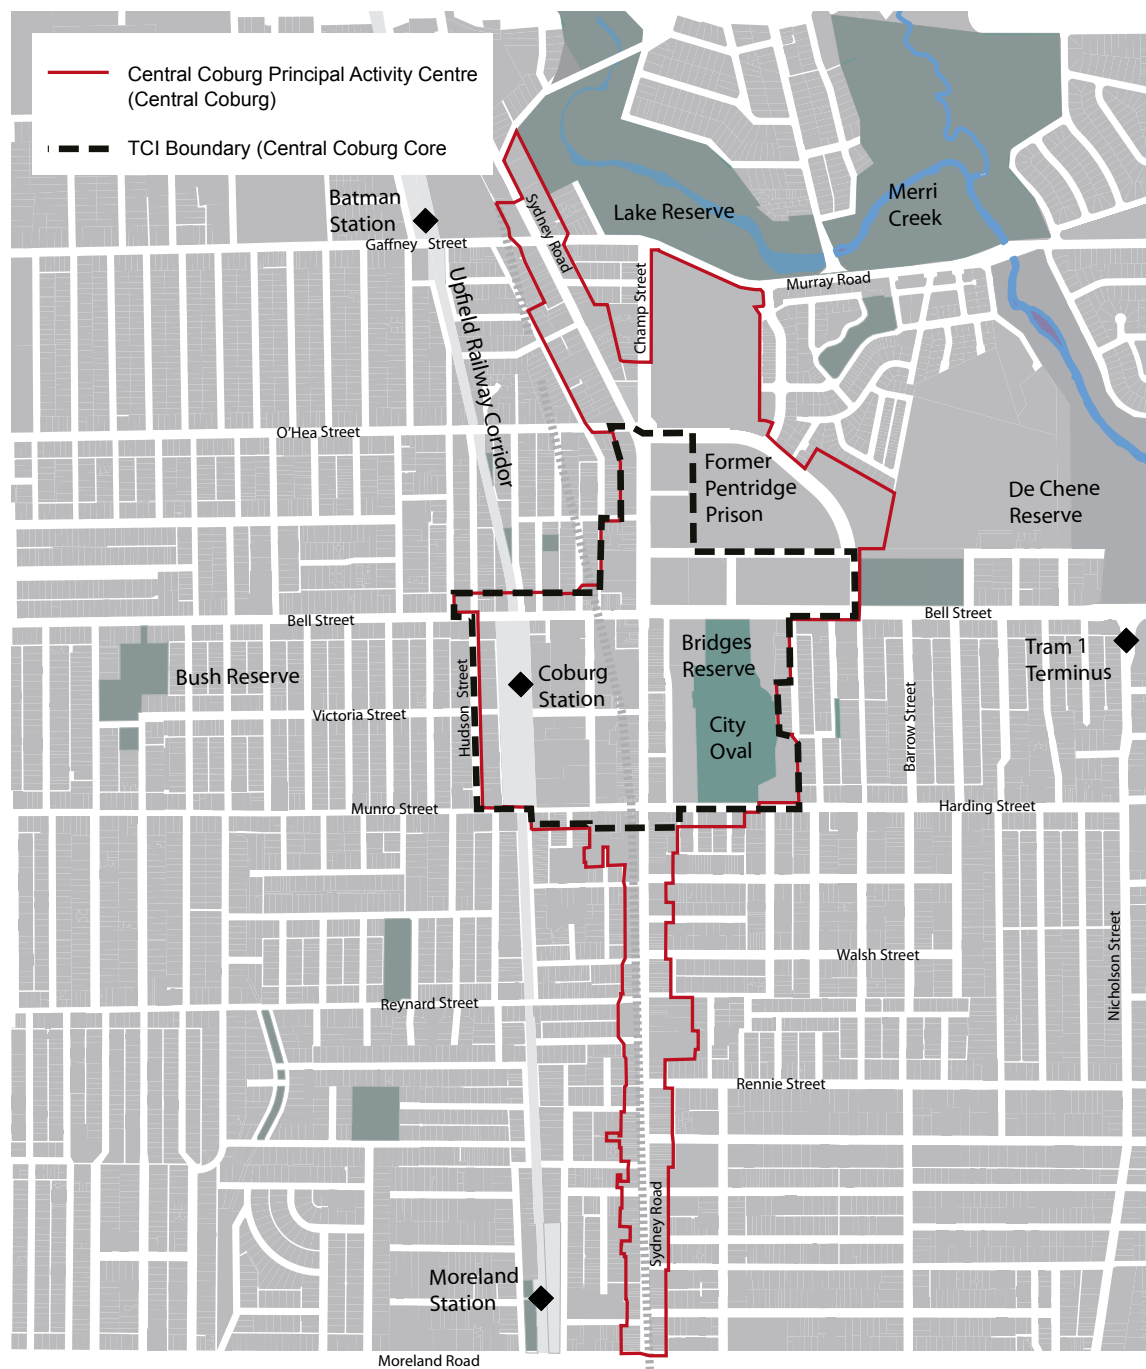 Central Coburg Principal Activity Centre
(Central Coburg)
TCI Boundary (Central Coburg Core
Batman
Station
Gaffney Street
Sydney Road
Lake Reserve
Merri
Creek
Murray Road
Champ Street
Upfield Railway Corridor
O'Hea Street
Former
Pentridge
Prison
De Chene
Reserve
Bell Street
Bell Street
Bush Reserve
Hudson Street
Coburg
Station
Bridges
Reserve
City
Oval
Tram 1
Terminus
Victoria Street
Barrow Street
Munro Street
Harding Street
Walsh Street
Nicholson Street
Reynard Street
Rennie Street
Sydney Road
Moreland
Station
Moreland Road